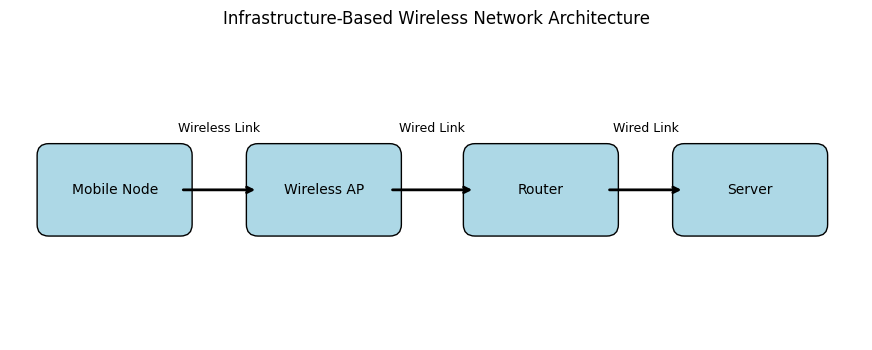 Infrastructure-Based Wireless Network Architecture
Wireless Link
Wired Link
Wired Link
Mobile Node
Wireless AP
Router
Server